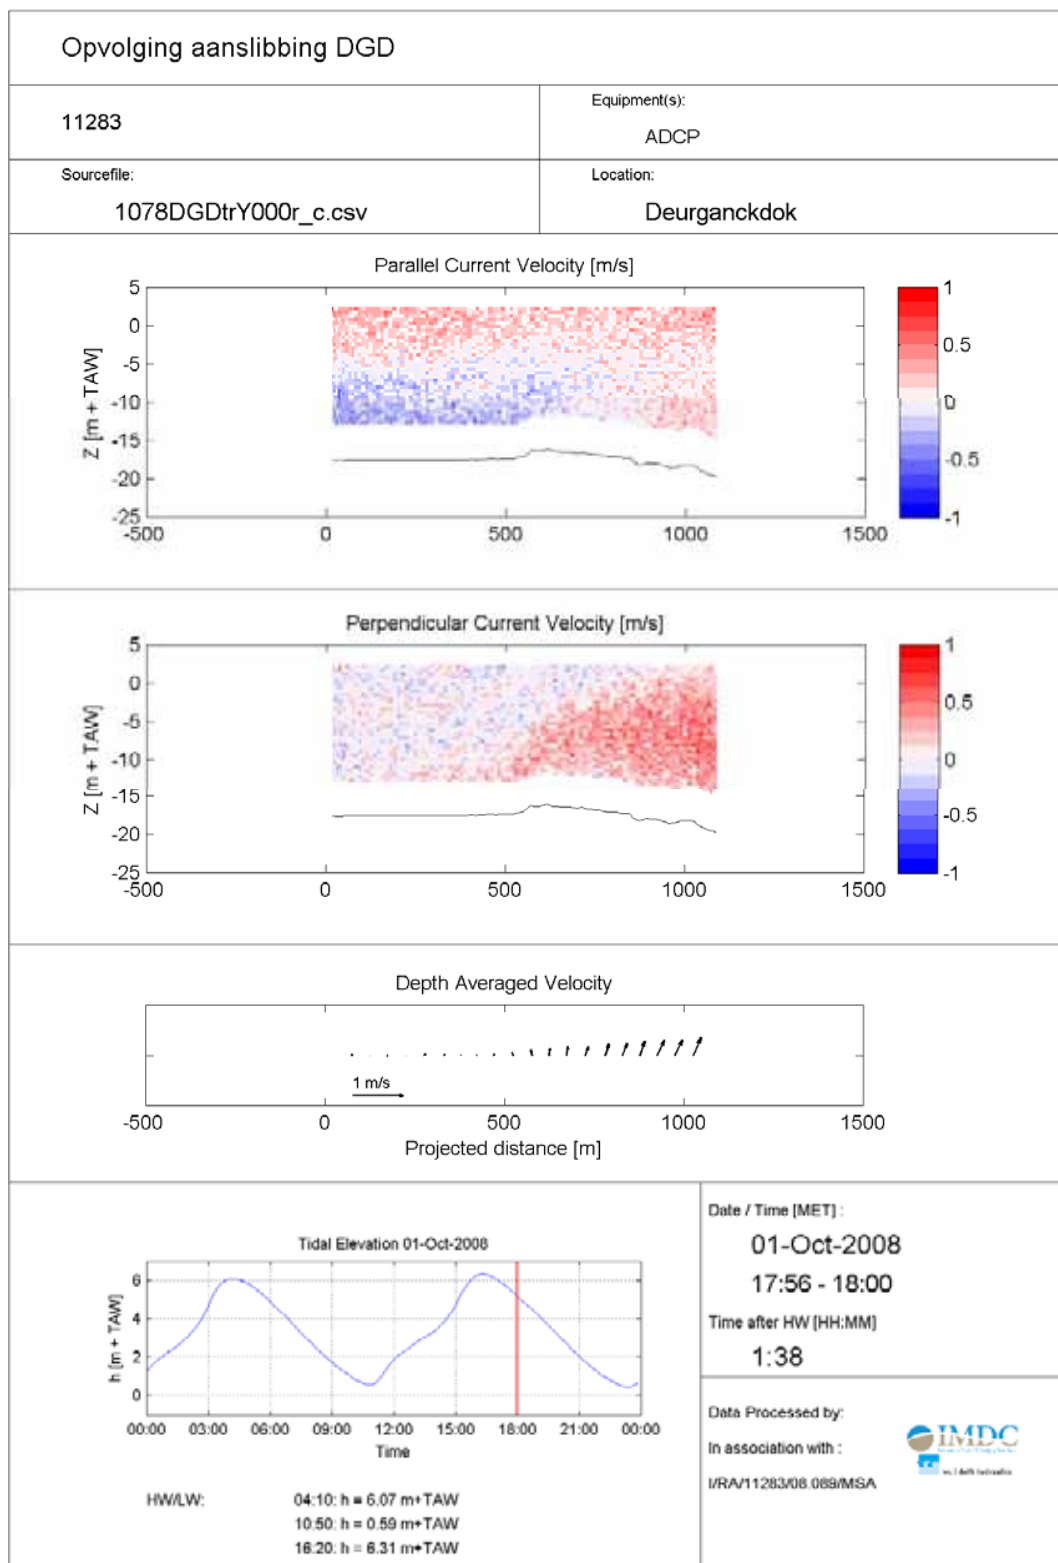 Opvolging aanslibbing DGD
11283
Equipment(s):
ADCP
Sourcefile:
1078DGDtrY000r_c.csv
Location:
Deurganckdok
Parallel Current Velocity [m/s]
5
0
-5
-10
-15
-20
-25
Z [m + TAW]
-500
0
500
1000
1500
1
0.5
0
-0.5
-1
Perpendicular Current Velocity [m/s]
5
0
-5
-10
-15
-20
-25
Z [m + TAW]
-500
0
500
1000
1500
1
0.5
0
-0.5
-1
Depth Averaged Velocity
1 m/s
-500
0
500
1000
1500
Projected distance [m]
Tidal Elevation 01-Oct-2008
6
4
2
0
h [m + TAW]
00:00
03:00
06:00
09:00
12:00
15:00
18:00
21:00
00:00
Time
HW/LW:
04:10: h = 6.07 m+TAW
10:50: h = 0.59 m+TAW
16:20: h = 6.31 m+TAW
Date / Time [MET] :
01-Oct-2008
17:56 - 18:00
Time after HW [HH:MM]
1:38
Data Processed by:
In association with :
I/RA/11283/08.089/MSA
IMDC
wl | delft hydraulics